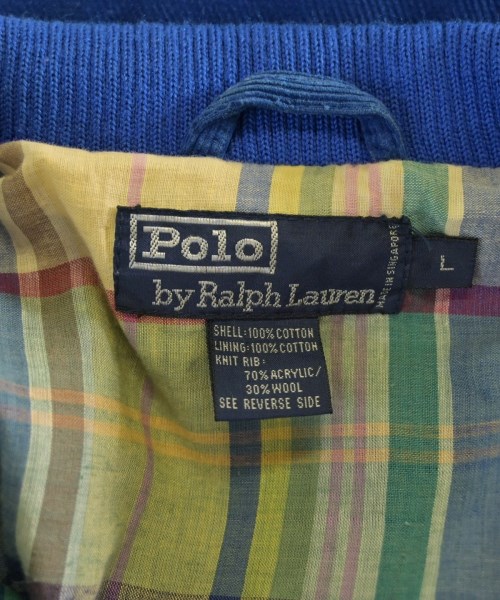 Polo
by Ralph Lauren
MADE IN SINGAPORE
L
SHELL: 100% COTTON
LINING: 100% COTTON
KNIT RIB:
70% ACRYLIC/
30% WOOL
SEE REVERSE SIDE